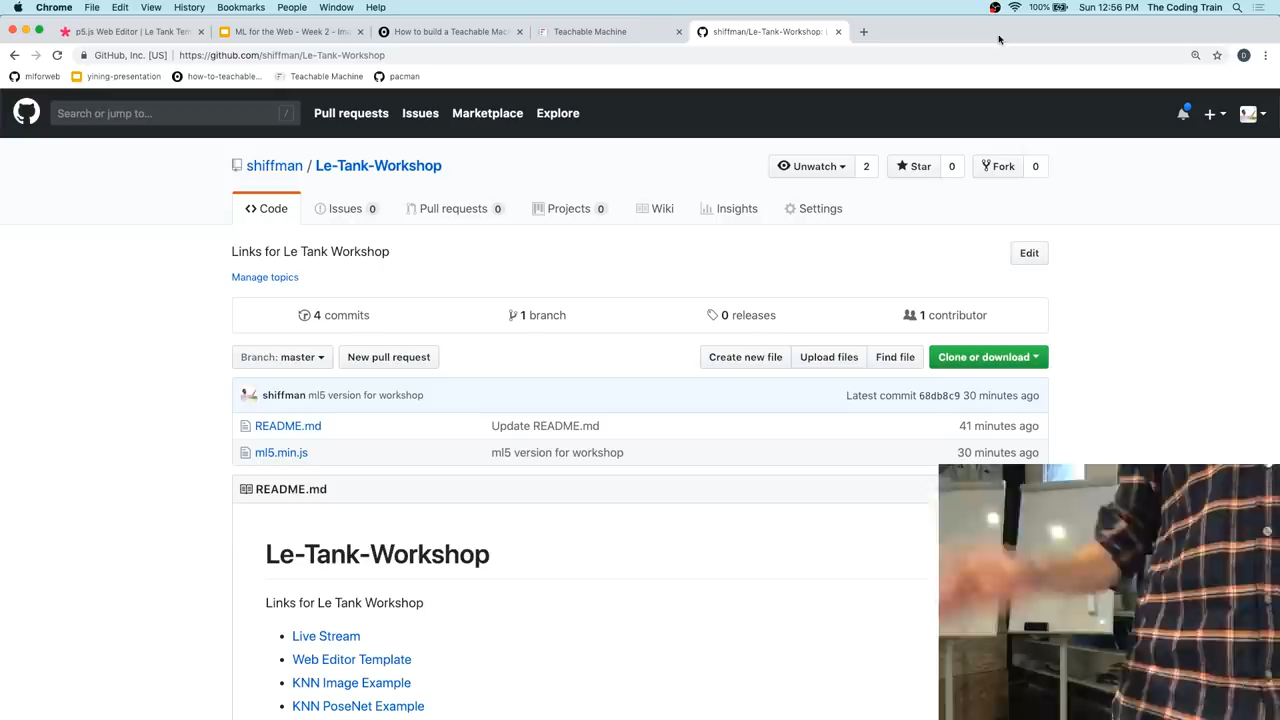 Chrome File Edit View History Bookmarks People Window Help 100% Sun 12:56 PM The Coding Train
p5.js Web Editor | Le Tank Tem ML for the Web - Week 2 - Ima How to build a Teachable Mac Teachable Machine shiffman/Le-Tank-Workshop:
GitHub, Inc. [US] https://github.com/shiffman/Le-Tank-Workshop D
mlforweb yining-presentation how-to-teachable... Teachable Machine pacman
Search or jump to... / Pull requests Issues Marketplace Explore
shiffman / Le-Tank-Workshop Unwatch 2 Star 0 Fork 0
Code Issues 0 Pull requests 0 Projects 0 Wiki Insights Settings
Links for Le Tank Workshop Edit
Manage topics
4 commits 1 branch 0 releases 1 contributor
Branch: master New pull request Create new file Upload files Find file Clone or download
shiffman ml5 version for workshop Latest commit 68db8c9 30 minutes ago
README.md Update README.md 41 minutes ago
ml5.min.js ml5 version for workshop 30 minutes ago
README.md
Le-Tank-Workshop
Links for Le Tank Workshop
• Live Stream
• Web Editor Template
• KNN Image Example
• KNN PoseNet Example